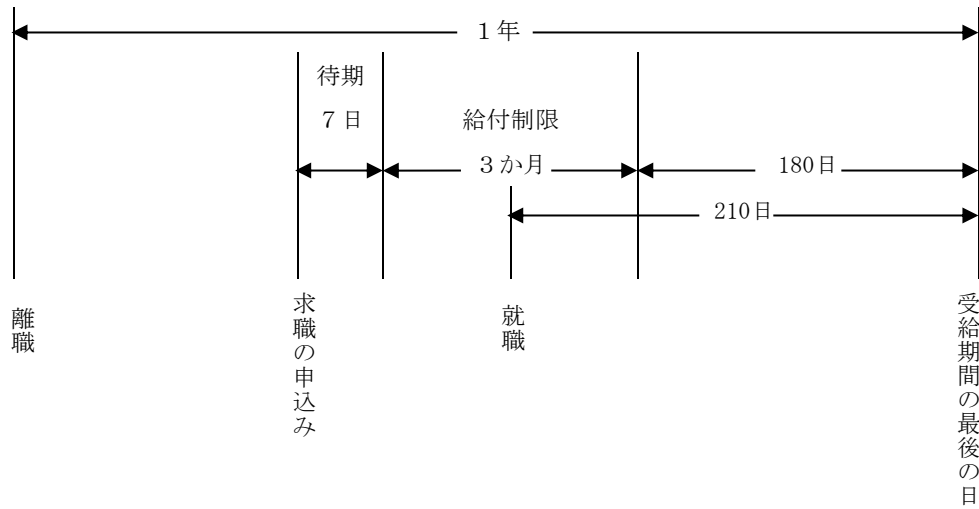 １年
待期
７日
給付制限
３か月
180日
210日
離職
求職の申込み
就職
受給期間の最後の日